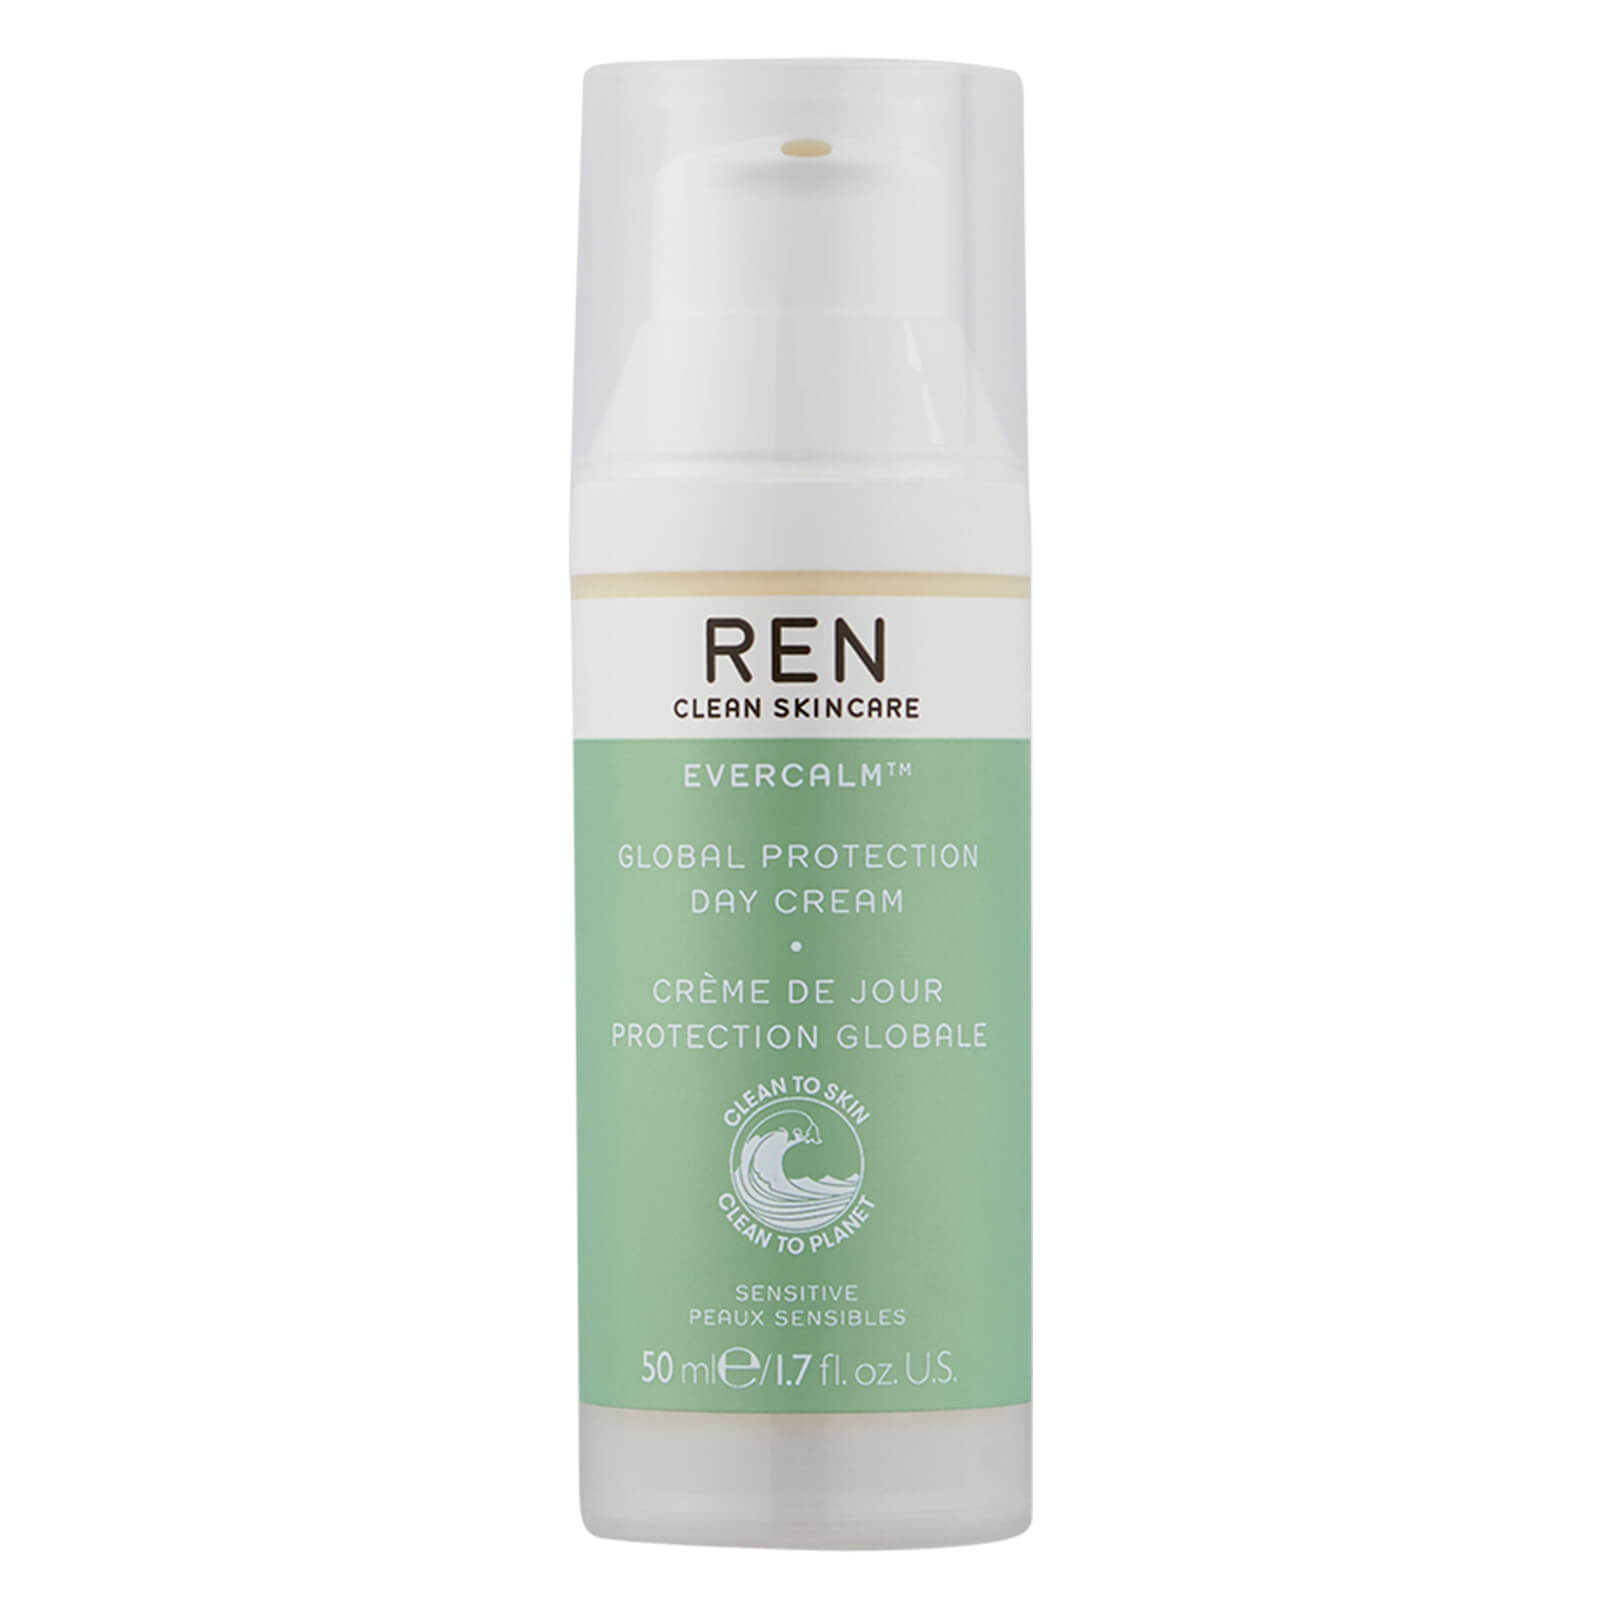 REN
CLEAN SKINCARE
EVERCALM™
GLOBAL PROTECTION
DAY CREAM
•
CRÈME DE JOUR
PROTECTION GLOBALE
CLEAN TO SKIN
CLEAN TO PLANET
SENSITIVE
PEAUX SENSIBLES
50 ml℮/1.7 fl. oz. U.S.